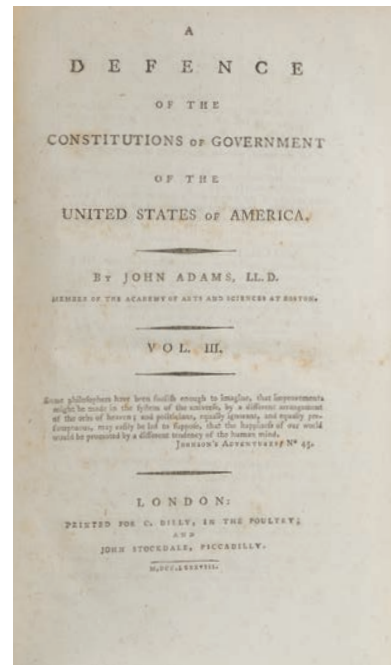 A
DEFENCE
OF THE
CONSTITUTIONS OF GOVERNMENT
OF THE
UNITED STATES OF AMERICA.
BY JOHN ADAMS, LL.D.
MEMBER OF THE ACADEMY OF ARTS AND SCIENCES AT BOSTON.
VOL. III.
Some philosophers have been foolish enough to imagine, that improvements
might be made in the system of the universe, by a different arrangement
of the orbs of heaven; and politicians, equally ignorant, and equally pre-
sumptuous, may easily be led to suppose, that the happiness of our world
would be promoted by a different tendency of the human mind.
JOHNSON'S ADVENTURER, Nº 45.
LONDON:
PRINTED FOR C. DILLY, IN THE POULTRY;
AND
JOHN STOCKDALE, PICCADILLY.
M.DCC.LXXXVIII.